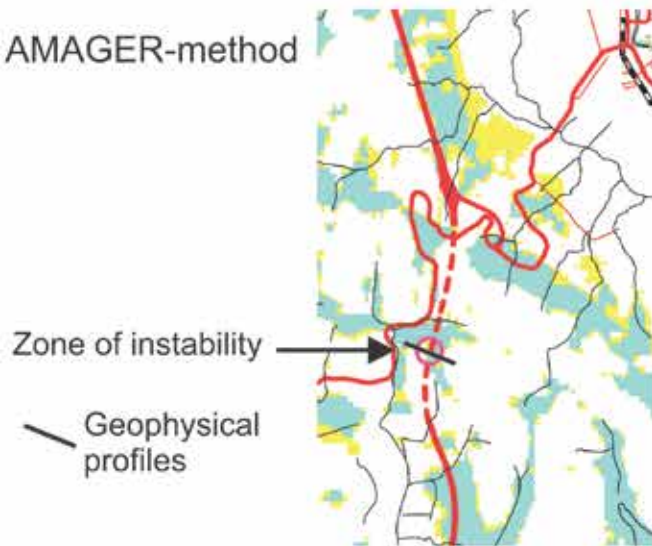 AMAGER-method
Zone of instability
Geophysical
profiles